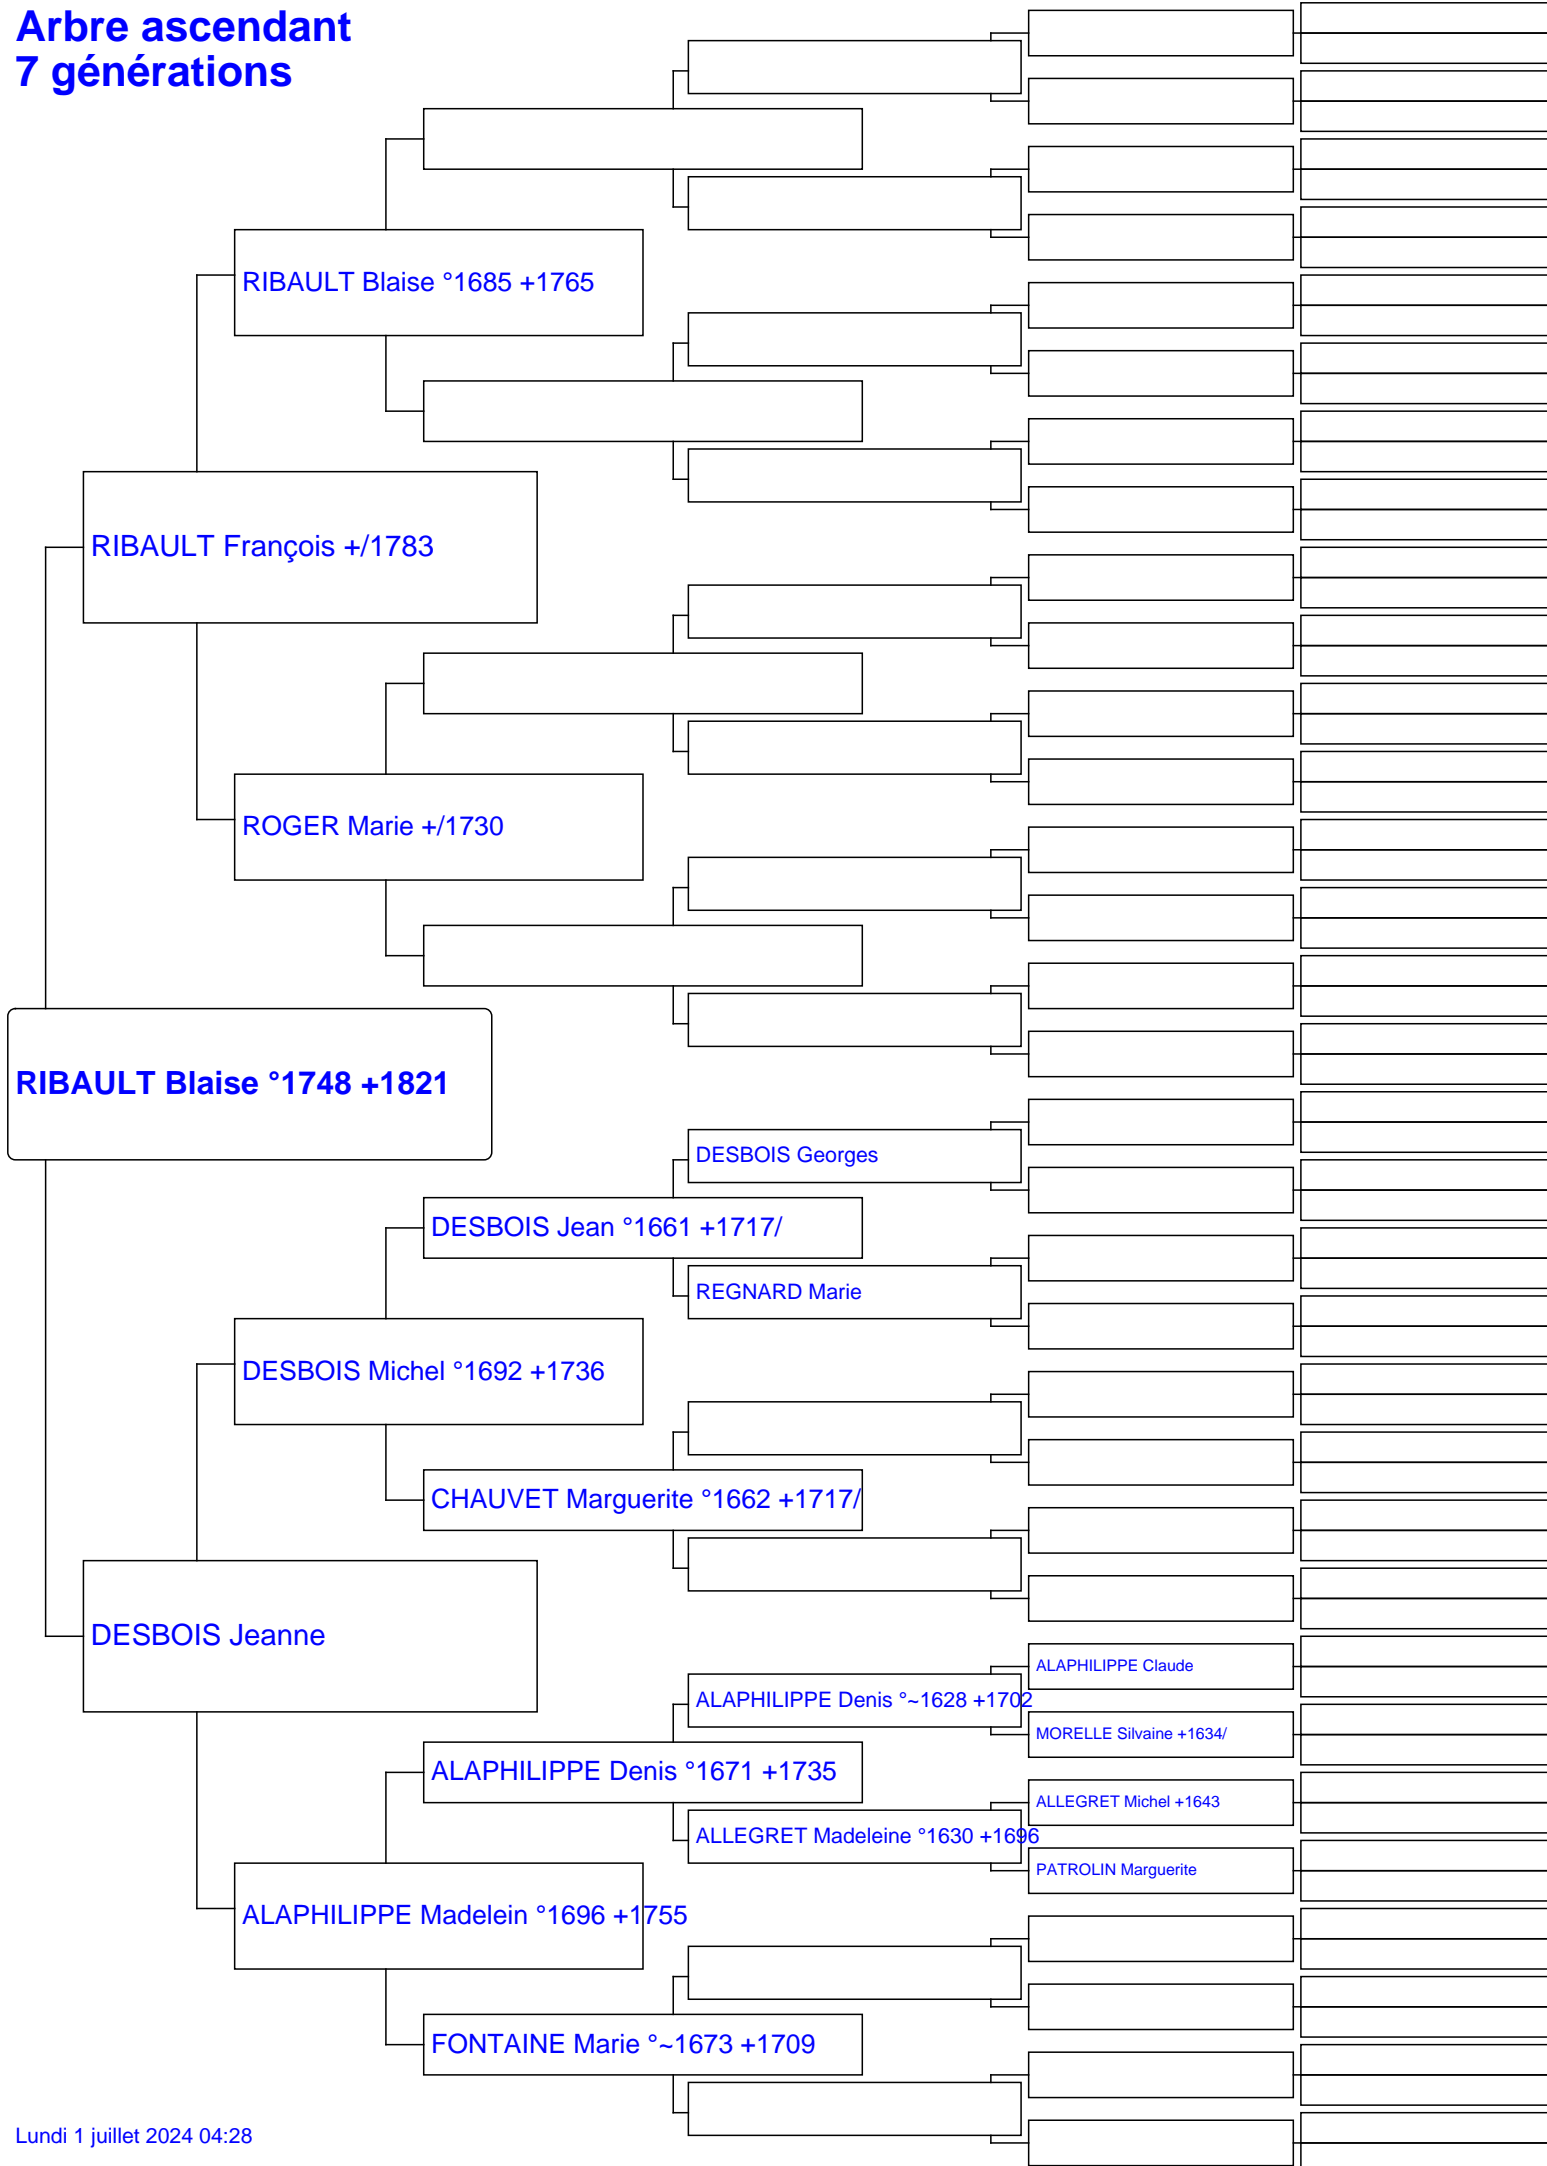 Arbre ascendant
7 générations
RIBAULT Blaise °1685 +1765
RIBAULT François +/1783
ROGER Marie +/1730
RIBAULT Blaise °1748 +1821
DESBOIS Georges
DESBOIS Jean °1661 +1717/
REGNARD Marie
DESBOIS Michel °1692 +1736
CHAUVET Marguerite °1662 +1717/
DESBOIS Jeanne
ALAPHILIPPE Claude
ALAPHILIPPE Denis °~1628 +1702
MORELLE Silvaine +1634/
ALAPHILIPPE Denis °1671 +1735
ALLEGRET Michel +1643
ALLEGRET Madeleine °1630 +1696
PATROLIN Marguerite
ALAPHILIPPE Madelein °1696 +1755
FONTAINE Marie °~1673 +1709
Lundi 1 juillet 2024 04:28